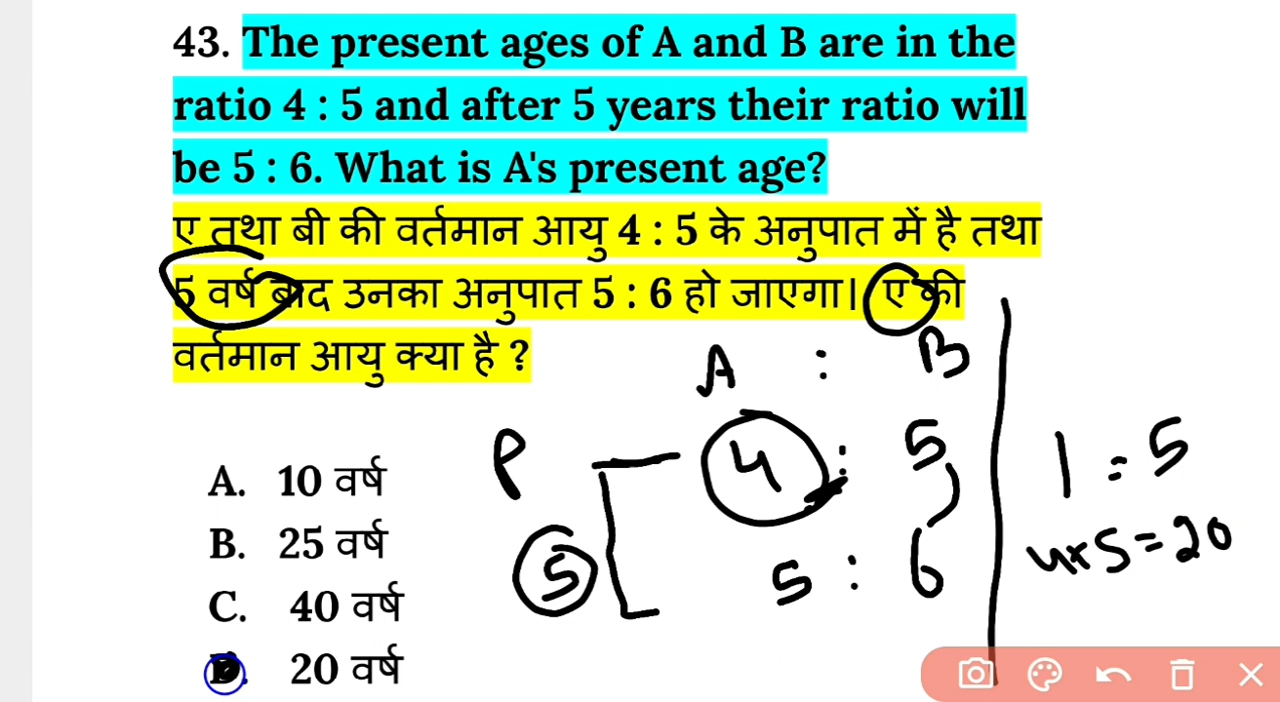 43. The present ages of A and B are in the
ratio 4 : 5 and after 5 years their ratio will
be 5 : 6. What is A's present age?
ए तथा बी की वर्तमान आयु 4 : 5 के अनुपात में है तथा
5 वर्ष बाद उनका अनुपात 5 : 6 हो जाएगा। ए की
वर्तमान आयु क्या है ?
A : B
P 4 : 5
5 5 : 6
1 = 5
4x5=20
A. 10 वर्ष
B. 25 वर्ष
C. 40 वर्ष
D. 20 वर्ष